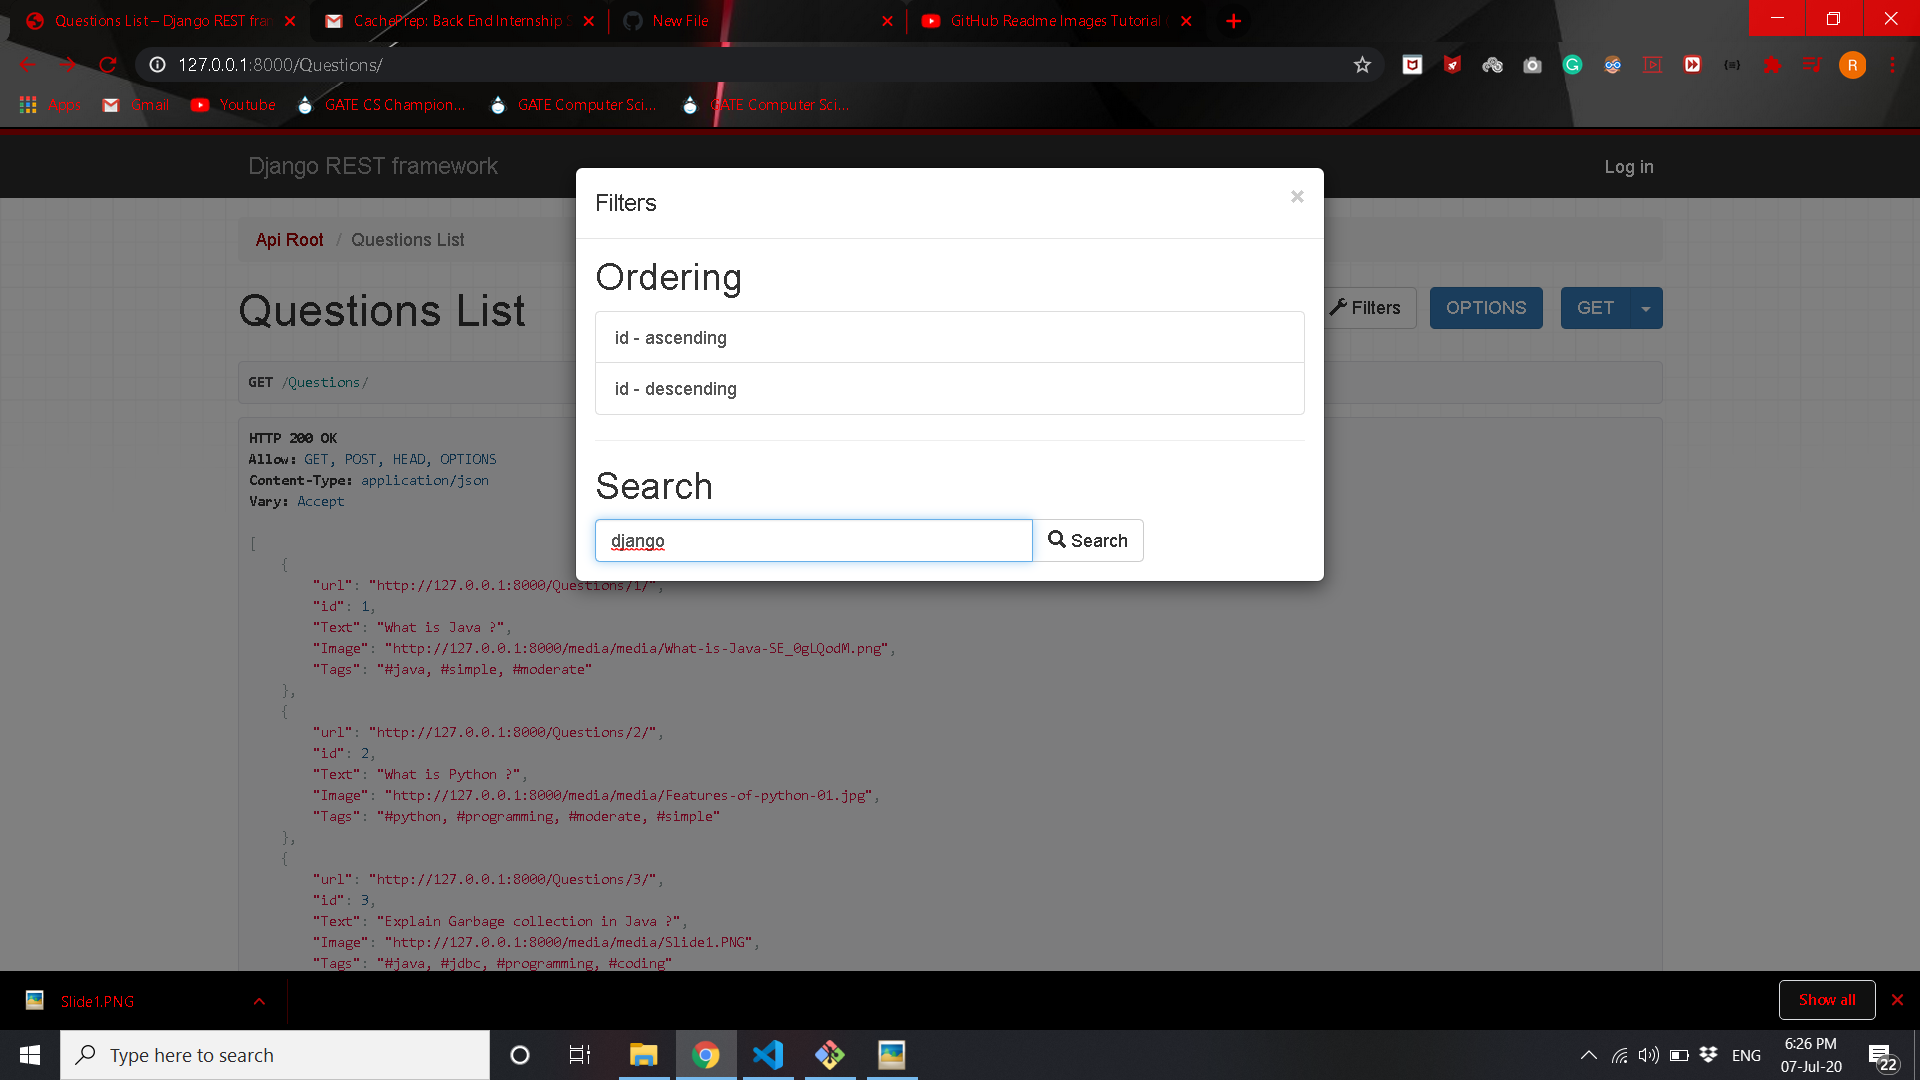 Questions List – Django REST fram
CachePrep: Back End Internship S
New File
GitHub Readme Images Tutorial
127.0.0.1:8000/Questions/
R
Apps
Gmail
Youtube
GATE CS Champion...
GATE Computer Sci...
GATE Computer Sci...
Django REST framework
Log in
Api Root / Questions List
Questions List
Filters
OPTIONS
GET
GET /Questions/
HTTP 200 OK
Allow: GET, POST, HEAD, OPTIONS
Content-Type: application/json
Vary: Accept
[
{
"url": "http://127.0.0.1:8000/Questions/1/",
"id": 1,
"Text": "What is Java ?",
"Image": "http://127.0.0.1:8000/media/media/What-is-Java-SE_0gLQodM.png",
"Tags": "#java, #simple, #moderate"
},
{
"url": "http://127.0.0.1:8000/Questions/2/",
"id": 2,
"Text": "What is Python ?",
"Image": "http://127.0.0.1:8000/media/media/Features-of-python-01.jpg",
"Tags": "#python, #programming, #moderate, #simple"
},
{
"url": "http://127.0.0.1:8000/Questions/3/",
"id": 3,
"Text": "Explain Garbage collection in Java ?",
"Image": "http://127.0.0.1:8000/media/media/Slide1.PNG",
"Tags": "#java, #jdbc, #programming, #coding"
Filters
×
Ordering
id - ascending
id - descending
Search
django
Search
Slide1.PNG
Show all
Type here to search
ENG
6:26 PM
07-Jul-20
22